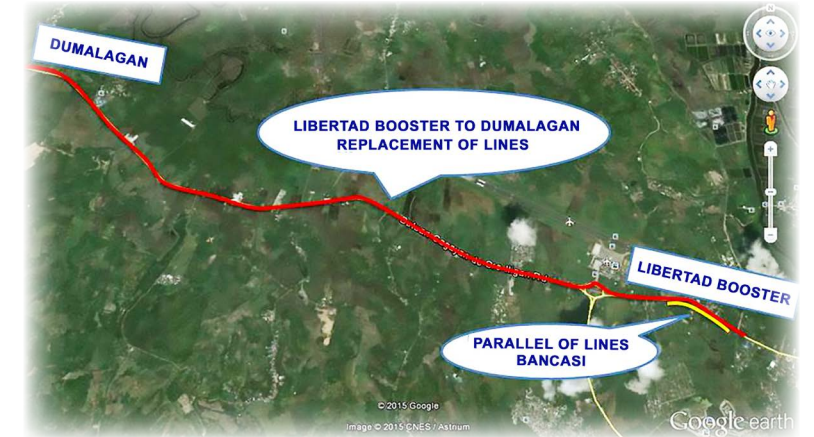 DUMALAGAN
LIBERTAD BOOSTER TO DUMALAGAN
REPLACEMENT OF LINES
LIBERTAD BOOSTER
PARALLEL OF LINES
BANCASI
© 2015 Google
Image © 2015 CNES / Astrium
Google earth
N